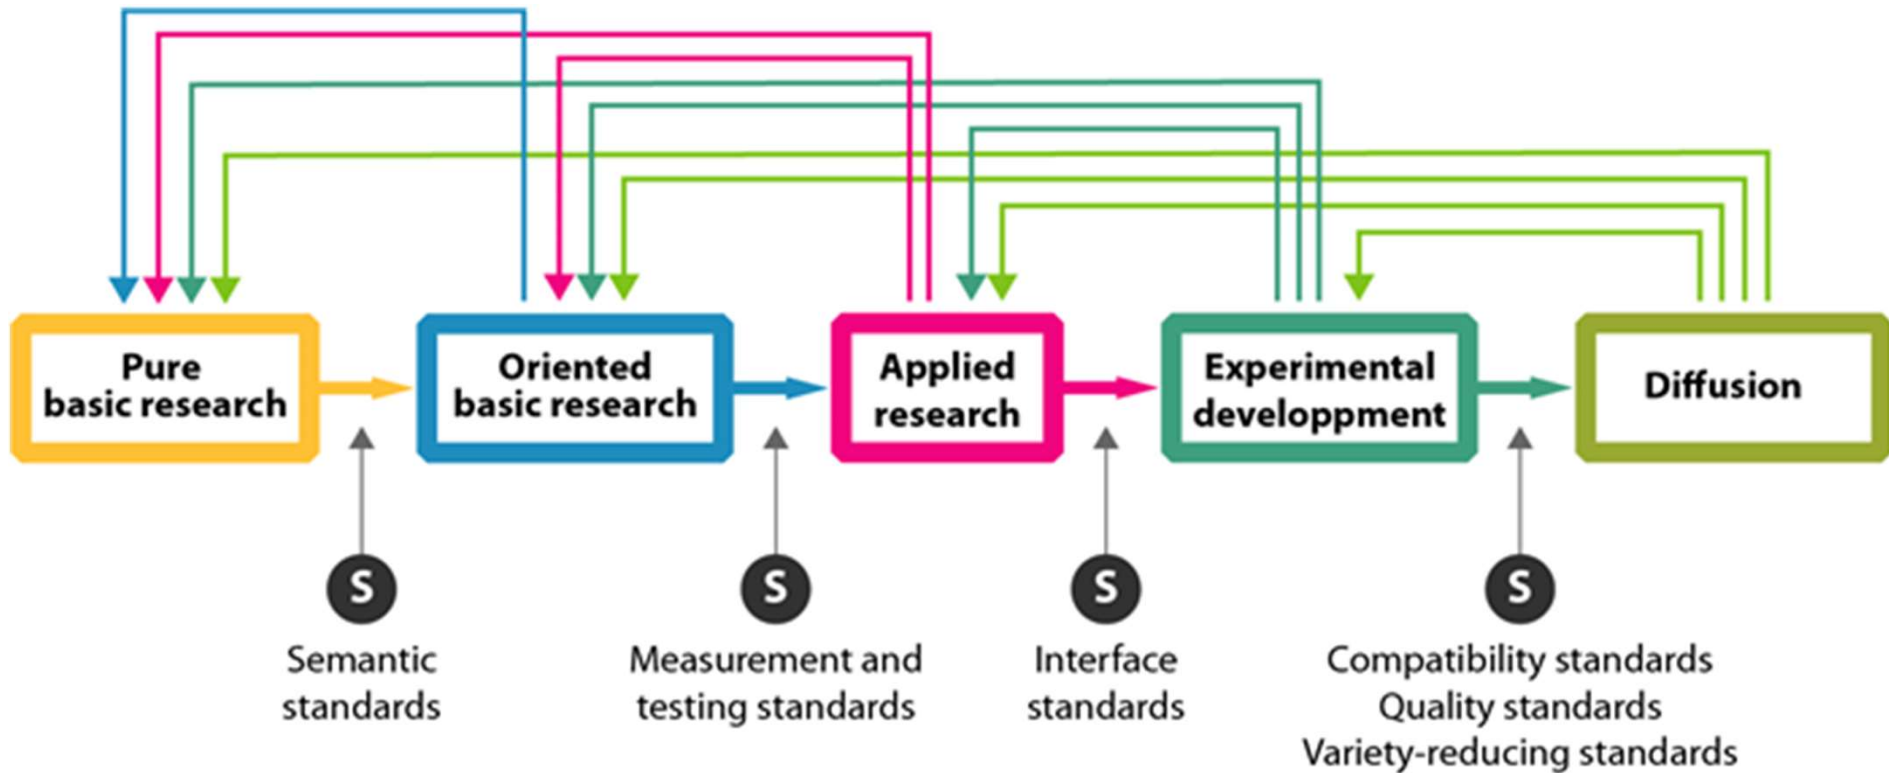 Pure
basic research
Oriented
basic research
Applied
research
Experimental
developpment
Diffusion
S
Semantic
standards
S
Measurement and
testing standards
S
Interface
standards
S
Compatibility standards
Quality standards
Variety-reducing standards